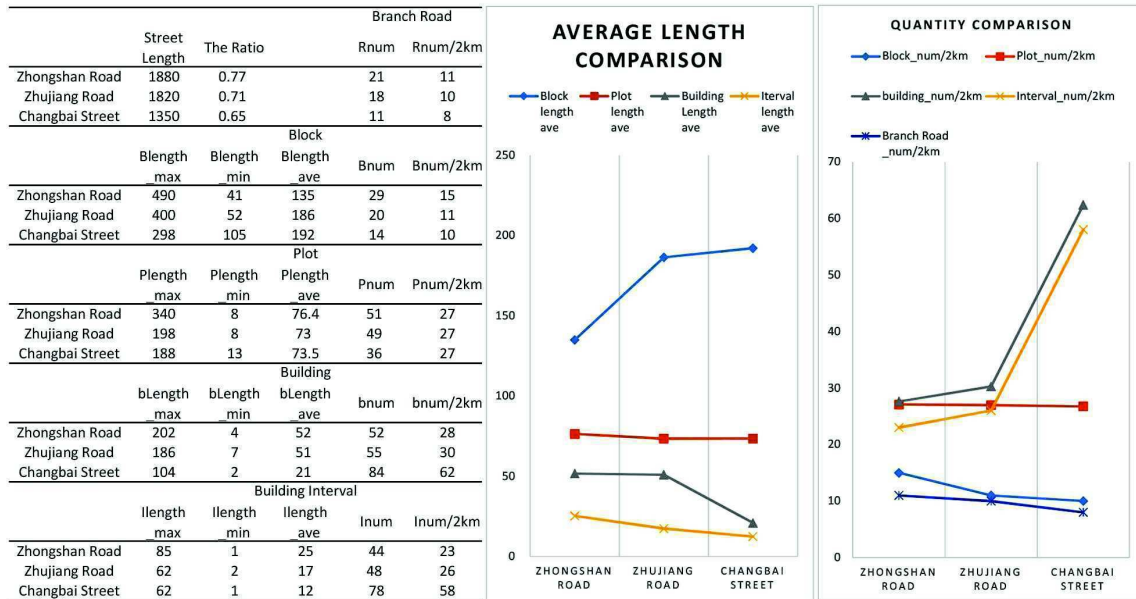 Branch Road
Street Length The Ratio Rnum Rnum/2km
Zhongshan Road 1880 0.77 21 11
Zhujiang Road 1820 0.71 18 10
Changbai Street 1350 0.65 11 8
Block
Blength _max Blength _min Blength _ave Bnum Bnum/2km
Zhongshan Road 490 41 135 29 15
Zhujiang Road 400 52 186 20 11
Changbai Street 298 105 192 14 10
Plot
Plength _max Plength _min Plength _ave Pnum Pnum/2km
Zhongshan Road 340 8 76.4 51 27
Zhujiang Road 198 8 73 49 27
Changbai Street 188 13 73.5 36 27
Building
bLength _max bLength _min bLength _ave bnum bnum/2km
Zhongshan Road 202 4 52 52 28
Zhujiang Road 186 7 51 55 30
Changbai Street 104 2 21 84 62
Building Interval
Ilength _max Ilength _min Ilength _ave Inum Inum/2km
Zhongshan Road 85 1 25 44 23
Zhujiang Road 62 2 17 48 26
Changbai Street 62 1 12 78 58
AVERAGE LENGTH
COMPARISON
Block length ave Plot length ave Building Length ave Iterval length ave
250
200
150
100
50
0
ZHONGSHAN ROAD ZHUJIANG ROAD CHANGBAI STREET
QUANTITY COMPARISON
Block_num/2km Plot_num/2km
building_num/2km Interval_num/2km
Branch Road _num/2km
70
60
50
40
30
20
10
0
ZHONGSHAN ROAD ZHUJIANG ROAD CHANGBAI STREET